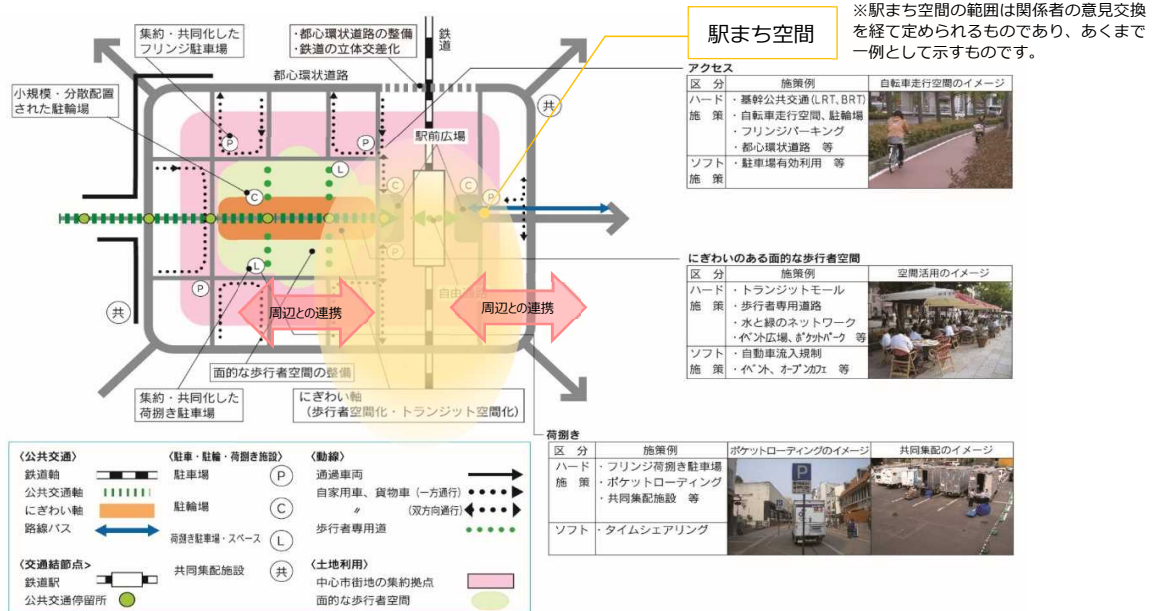 駅まち空間
※駅まち空間の範囲は関係者の意見交換
を経て定められるものであり、あくまで
一例として示すものです。
集約・共同化した
フリンジ駐車場
・都心環状道路の整備
・鉄道の立体交差化
鉄道
都心環状道路
小規模・分散配置
された駐輪場
共
P
P
駅前広場
L
C
C
C
P
P
L
P
自由通路
共
周辺との連携
周辺との連携
面的な歩行者空間の整備
集約・共同化した
荷捌き駐車場
にぎわい軸
(歩行者空間化・トランジット空間化)
アクセス
区 分 施策例 自転車走行空間のイメージ
ハード
施 策
・基幹公共交通(LRT、BRT)
・自転車走行空間、駐輪場
・フリンジパーキング
・都心環状道路 等
ソフト
施 策
・駐車場有効利用 等
にぎわいのある面的な歩行者空間
区 分 施策例 空間活用のイメージ
ハード
施 策
・トランジットモール
・歩行者専用道路
・水と緑のネットワーク
・イベント広場、ポケットパーク 等
ソフト
施 策
・自動車流入規制
・イベント、オープンカフェ 等
荷捌き
区 分 施策例 ポケットローディングのイメージ 共同集配のイメージ
ハード
施 策
・フリンジ荷捌き駐車場
・ポケットローディング
・共同集配施設 等
ソフト ・タイムシェアリング
P
〈公共交通〉
鉄道軸
公共交通軸
にぎわい軸
路線バス
〈交通結節点>
鉄道駅
公共交通停留所
〈駐車・駐輪・荷捌き施設〉
駐車場 P
駐輪場 C
荷捌き駐車場・スペース L
共同集配施設 共
〈動線〉
通過車両
自家用車、貨物車(一方通行)
〃 (双方向通行)
歩行者専用道
〈土地利用〉
中心市街地の集約拠点
面的な歩行者空間